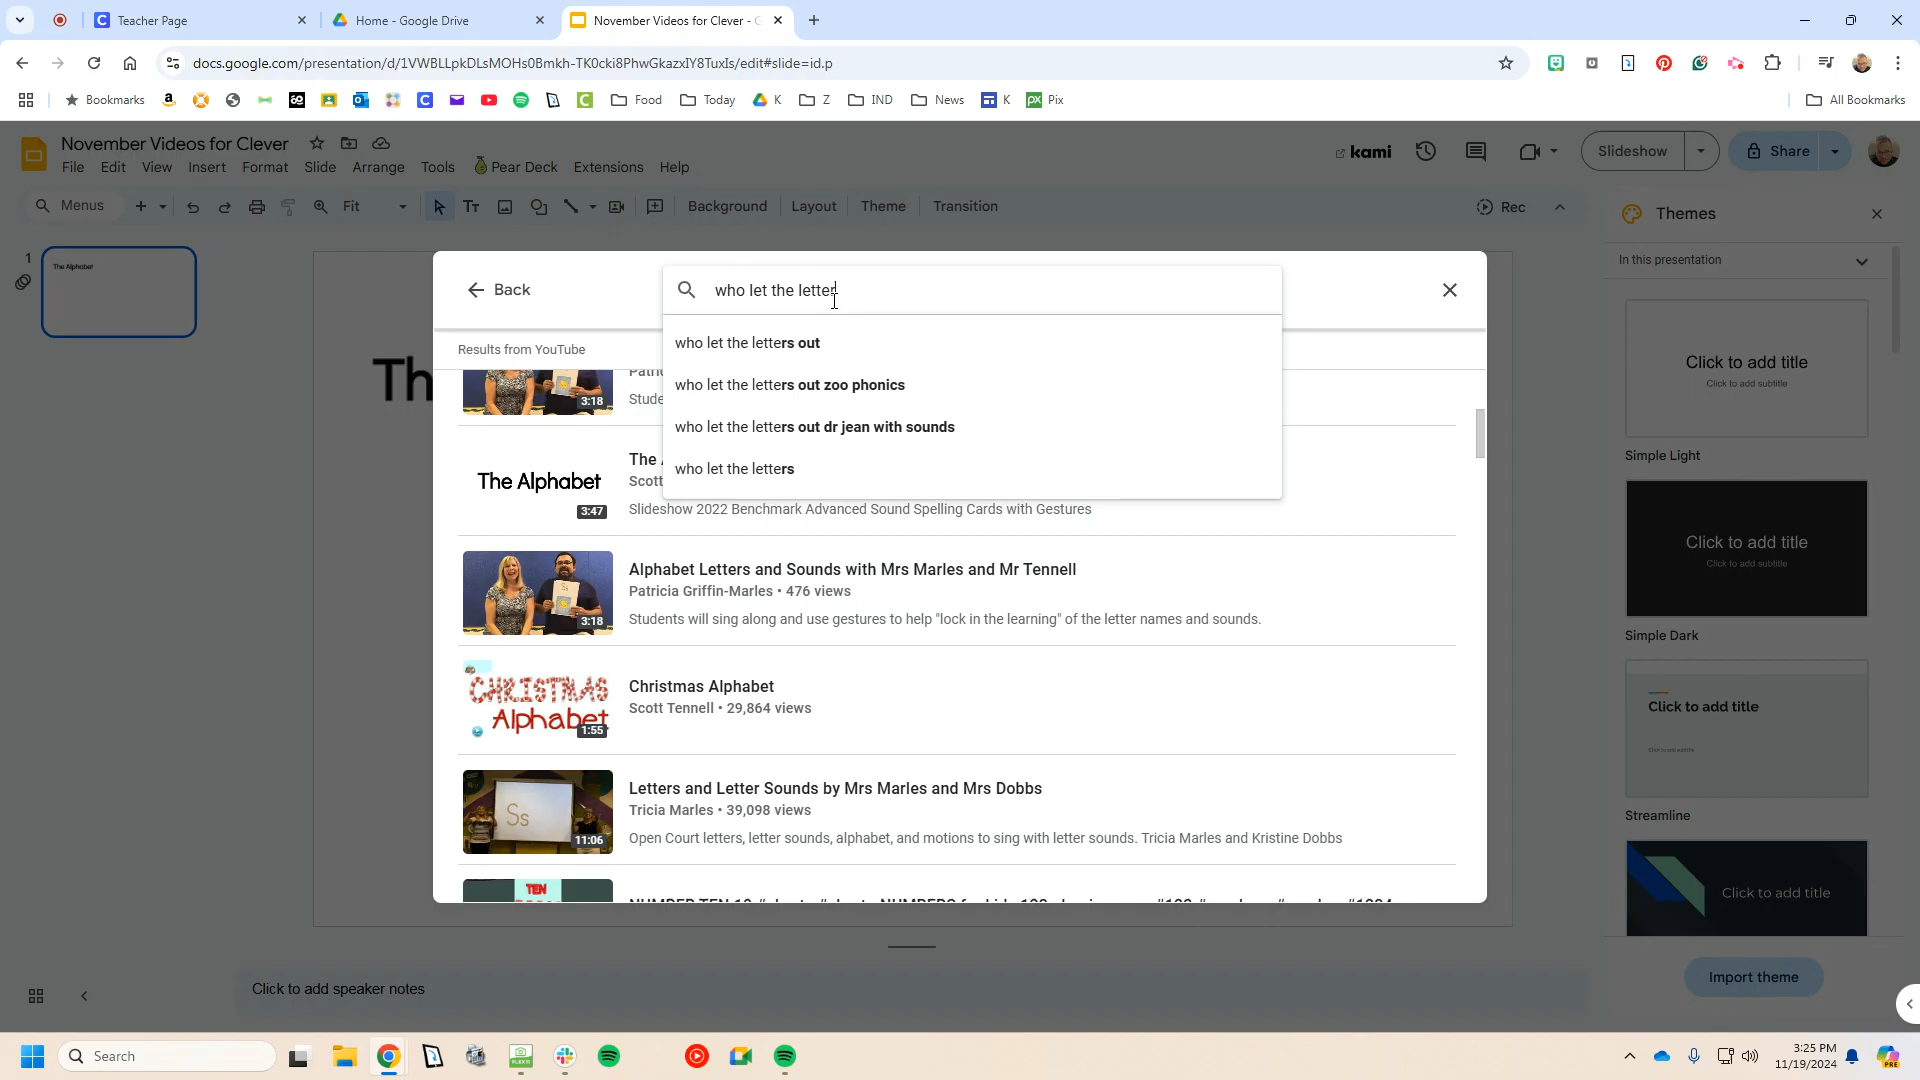 Teacher Page
Home - Google Drive
November Videos for Clever -
docs.google.com/presentation/d/1VWBLLpkDLsMOHs0Bmkh-TK0cki8PhwGkazxIY8TuxIs/edit#slide=id.p
Bookmarks
Food
Today
K
Z
IND
News
K
Pix
All Bookmarks
November Videos for Clever
kami
Slideshow
Share
File Edit View Insert Format Slide Arrange Tools Pear Deck Extensions Help
Menus
Fit
Background
Layout
Theme
Transition
Rec
Themes
In this presentation
1
The Alphabet
Th
Back
who let the letter
who let the letters out
who let the letters out zoo phonics
who let the letters out dr jean with sounds
who let the letters
Results from YouTube
3:18
The Alphabet
3:47
The
Scott
Slideshow 2022 Benchmark Advanced Sound Spelling Cards with Gestures
Ss
3:18
Alphabet Letters and Sounds with Mrs Marles and Mr Tennell
Patricia Griffin-Marles • 476 views
Students will sing along and use gestures to help "lock in the learning" of the letter names and sounds.
CHRISTMAS
Alphabet
1:55
Christmas Alphabet
Scott Tennell • 29,864 views
Ss
11:06
Letters and Letter Sounds by Mrs Marles and Mrs Dobbs
Tricia Marles • 39,098 views
Open Court letters, letter sounds, alphabet, and motions to sing with letter sounds. Tricia Marles and Kristine Dobbs
TEN
Click to add title
Click to add subtitle
Simple Light
Click to add title
Click to add subtitle
Simple Dark
Click to add title
Click to add subtitle
Streamline
Click to add title
Import theme
Click to add speaker notes
Search
3:25 PM
11/19/2024